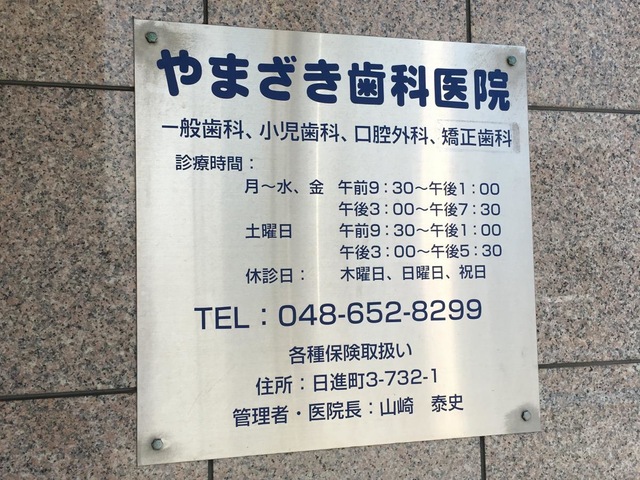 やまざき歯科医院
一般歯科、小児歯科、口腔外科、矯正歯科
診療時間：
月〜水、金　午前9：30〜午後1：00
午後3：00〜午後7：30
土曜日　午前9：30〜午後1：00
午後3：00〜午後5：30
休診日：　木曜日、日曜日、祝日
TEL：048-652-8299
各種保険取扱い
住所：日進町3-732-1
管理者・医院長：山崎　泰史